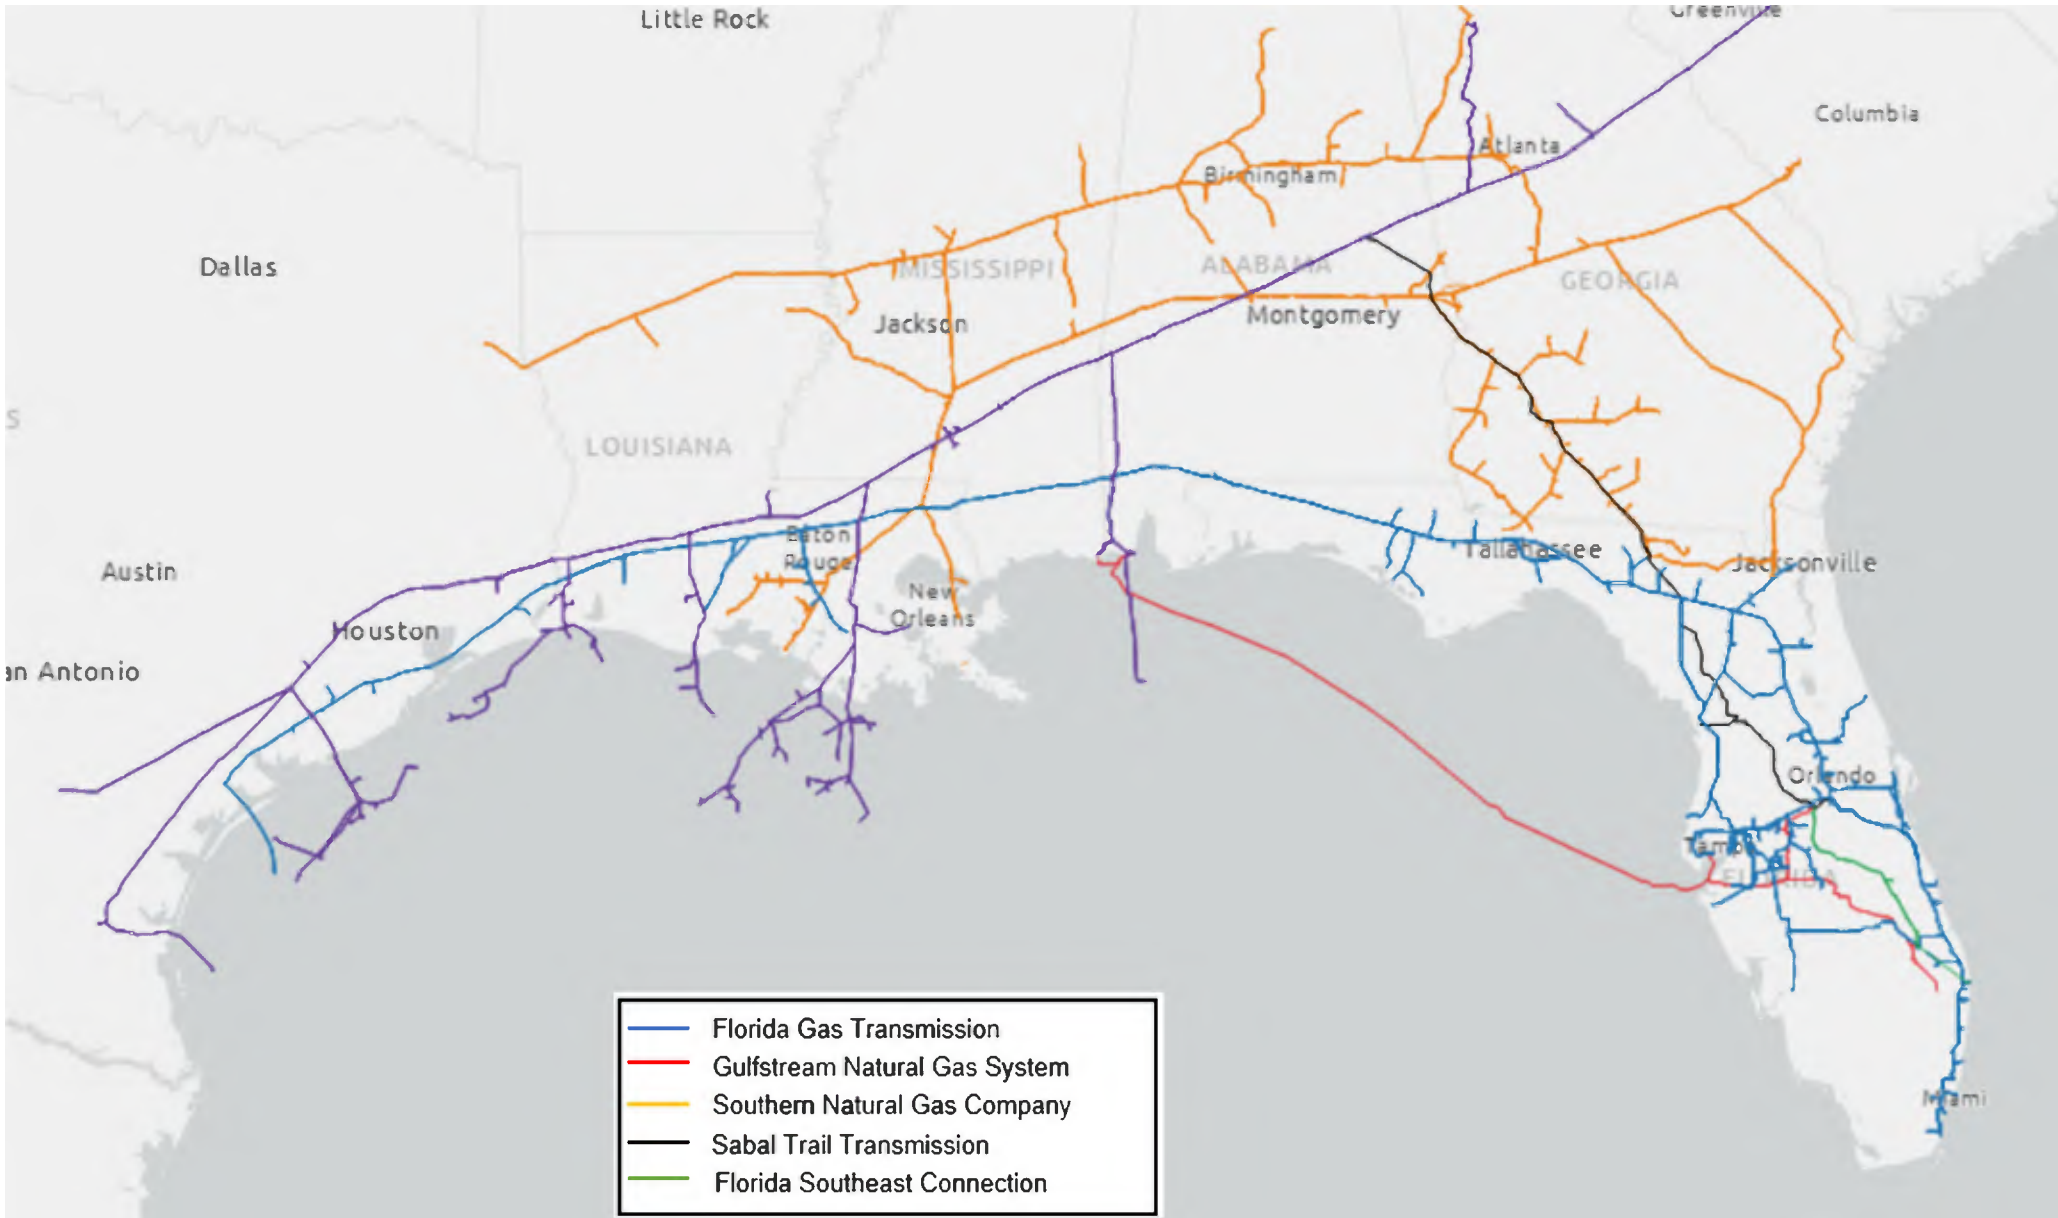 Little Rock
Greenville
Columbia
Atlanta
Birmingham
Dallas
MISSISSIPPI
ALABAMA
GEORGIA
Jackson
Montgomery
S
LOUISIANA
Baton
Rouge
Tallahassee
Jacksonville
Austin
New
Orleans
Houston
an Antonio
Orlando
Tamp
FLORIDA
Miami
Florida Gas Transmission
Gulfstream Natural Gas System
Southern Natural Gas Company
Sabal Trail Transmission
Florida Southeast Connection